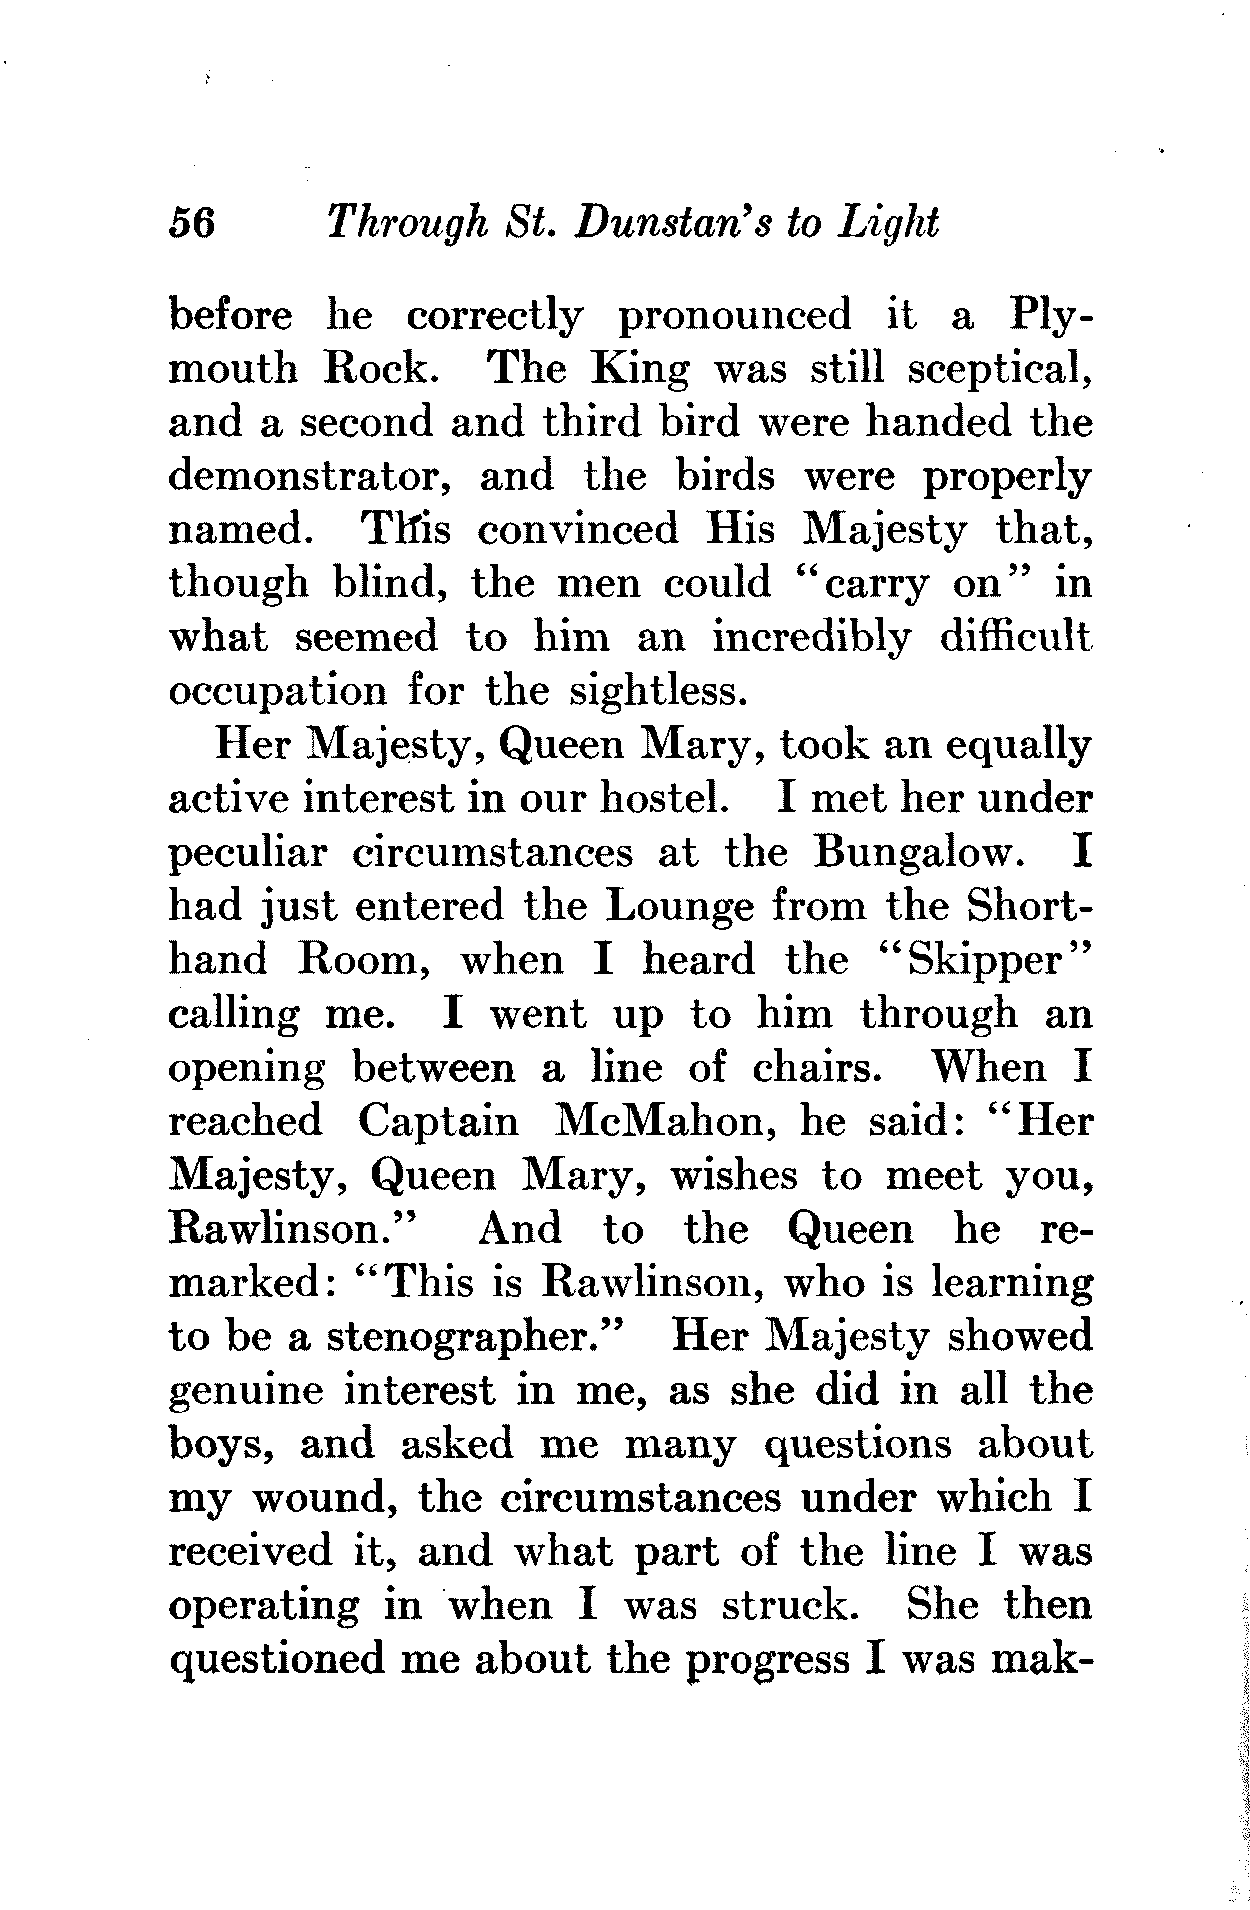 56 Through St. Dunstan's to Light
before he correctly pronounced it a Ply-
mouth Rock. The King was still sceptical,
and a second and third bird were handed the
demonstrator, and the birds were properly
named. This convinced His Majesty that,
though blind, the men could "carry on" in
what seemed to him an incredibly difficult
occupation for the sightless.
Her Majesty, Queen Mary, took an equally
active interest in our hostel. I met her under
peculiar circumstances at the Bungalow. I
had just entered the Lounge from the Short-
hand Room, when I heard the "Skipper"
calling me. I went up to him through an
opening between a line of chairs. When I
reached Captain McMahon, he said: "Her
Majesty, Queen Mary, wishes to meet you,
Rawlinson." And to the Queen he re-
marked: "This is Rawlinson, who is learning
to be a stenographer." Her Majesty showed
genuine interest in me, as she did in all the
boys, and asked me many questions about
my wound, the circumstances under which I
received it, and what part of the line I was
operating in when I was struck. She then
questioned me about the progress I was mak-